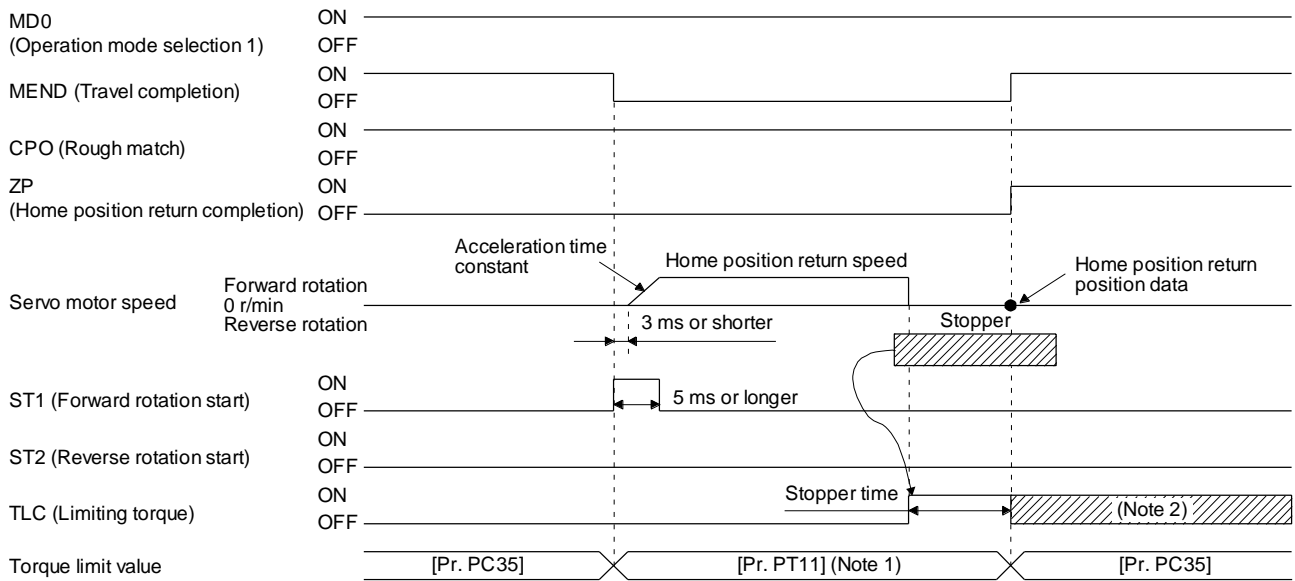 MD0
(Operation mode selection 1)
ON
OFF
MEND (Travel completion)
ON
OFF
CPO (Rough match)
ON
OFF
ZP
(Home position return completion)
ON
OFF
Servo motor speed
Forward rotation
0 r/min
Reverse rotation
Acceleration time
constant
Home position return speed
Home position return
position data
3 ms or shorter
Stopper
ST1 (Forward rotation start)
ON
OFF
5 ms or longer
ST2 (Reverse rotation start)
ON
OFF
TLC (Limiting torque)
ON
OFF
Stopper time
(Note 2)
Torque limit value
[Pr. PC35]
[Pr. PT11] (Note 1)
[Pr. PC35]